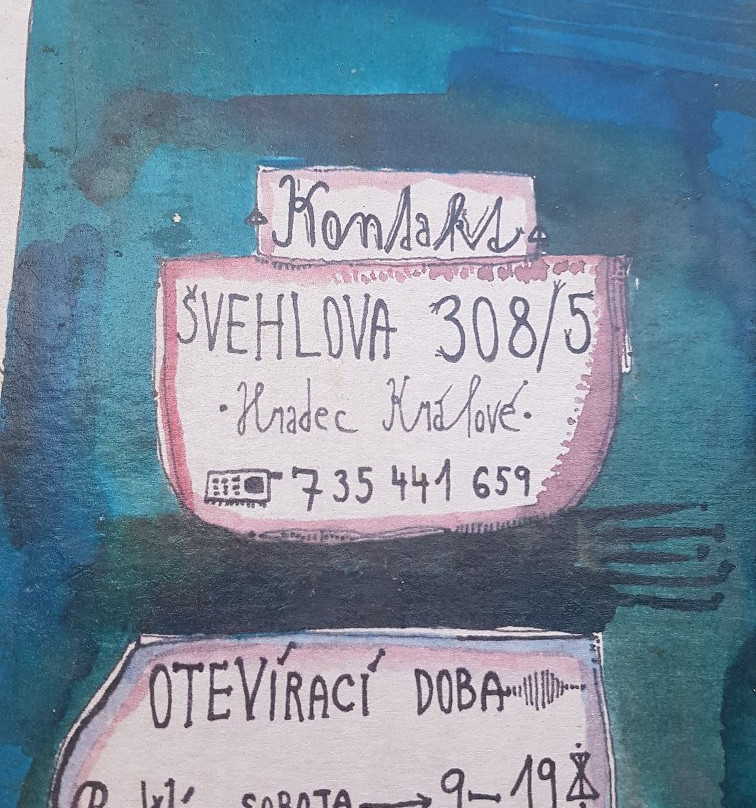 Kontakt
ŠVEHLOVA 308/5
·Hradec Králové·
735 441 659
OTEVÍRACÍ DOBA
SOBOTA → 9-19